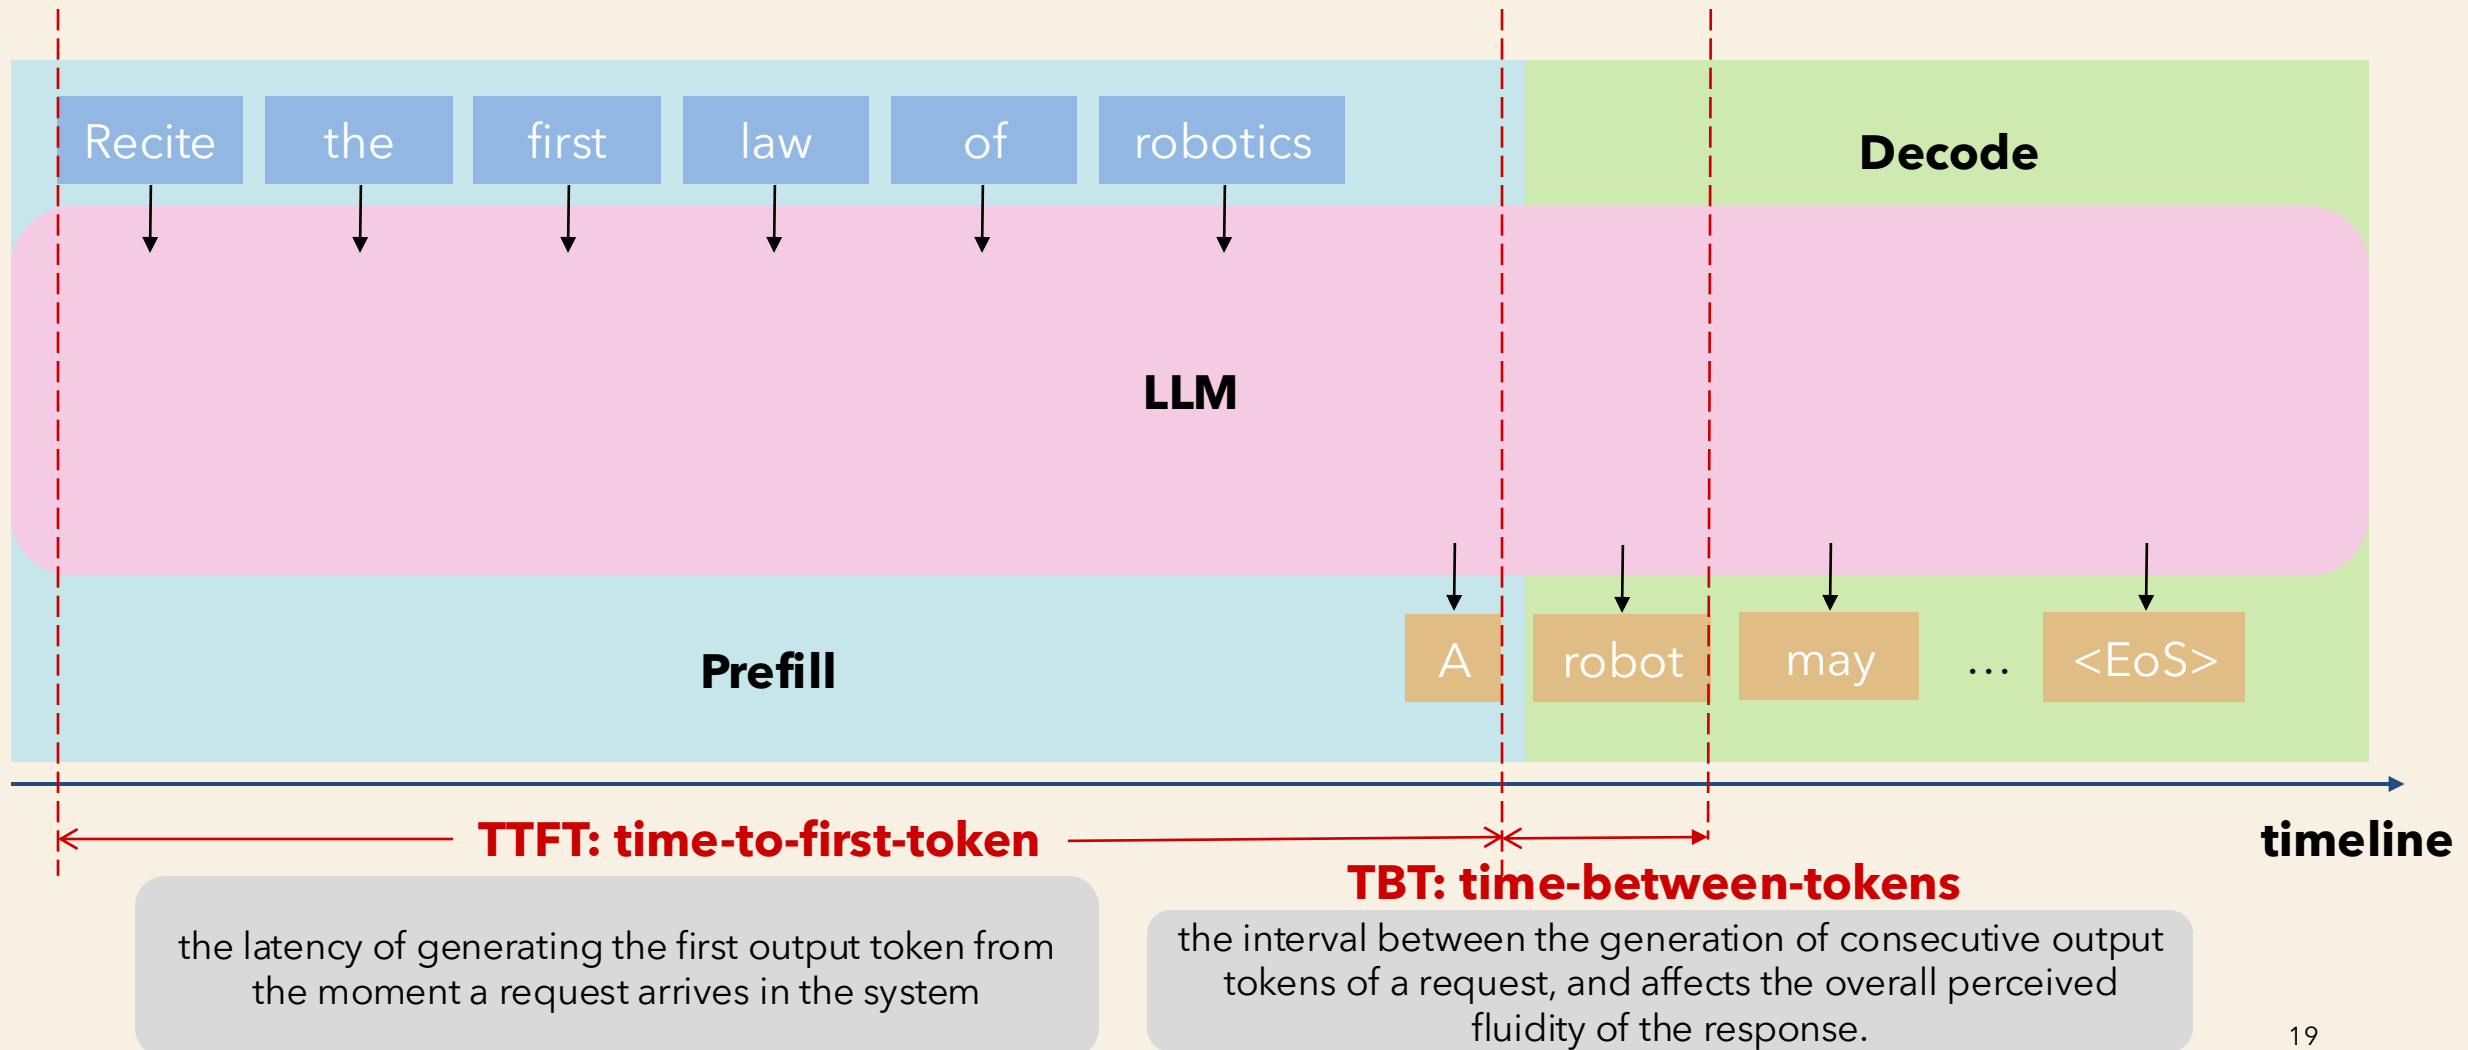 Recite the first law of robotics
Decode
LLM
A robot may ... <EoS>
Prefill
TTFT: time-to-first-token
timeline
TBT: time-between-tokens
the latency of generating the first output token from
the moment a request arrives in the system
the interval between the generation of consecutive output
tokens of a request, and affects the overall perceived
fluidity of the response.
19